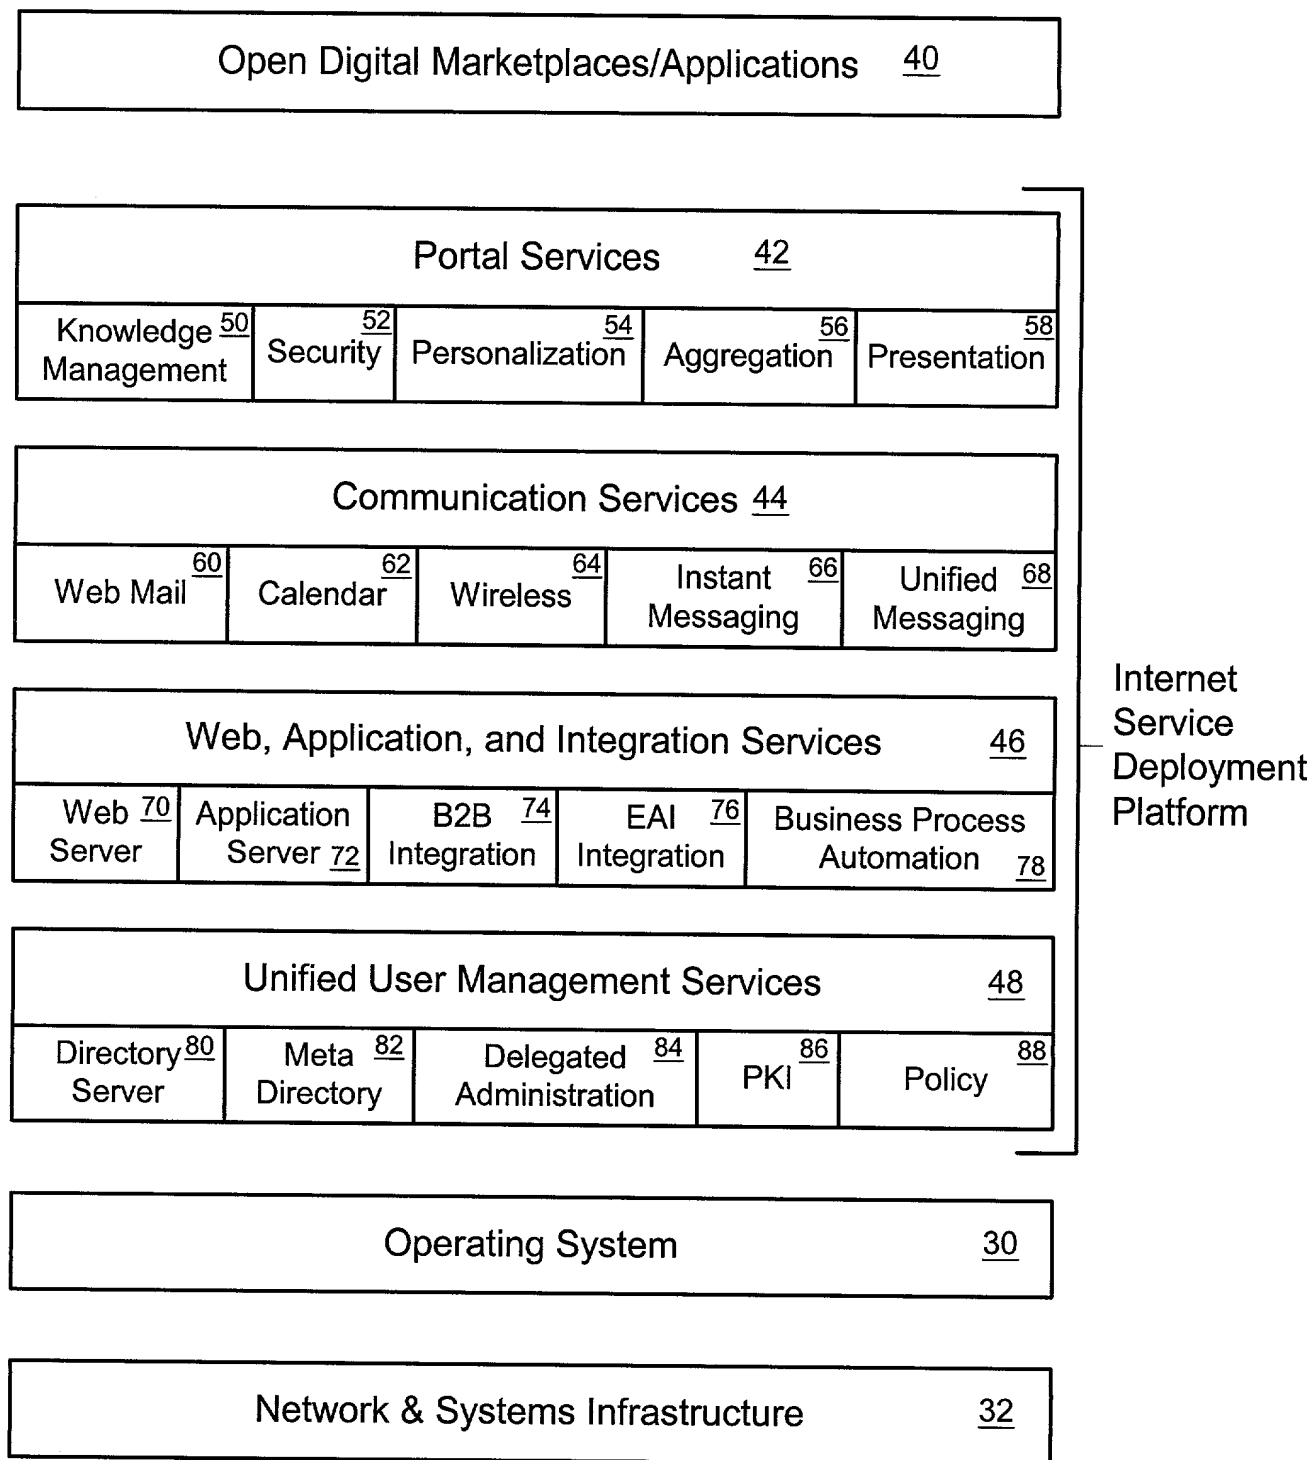 Open Digital Marketplaces/Applications 40
Portal Services 42
Knowledge Management 50
Security 52
Personalization 54
Aggregation 56
Presentation 58
Communication Services 44
Web Mail 60
Calendar 62
Wireless 64
Instant Messaging 66
Unified Messaging 68
Web, Application, and Integration Services 46
Web Server 70
Application Server 72
B2B Integration 74
EAI Integration 76
Business Process Automation 78
Unified User Management Services 48
Directory Server 80
Meta Directory 82
Delegated Administration 84
PKI 86
Policy 88
Internet
Service
Deployment
Platform
Operating System 30
Network & Systems Infrastructure 32